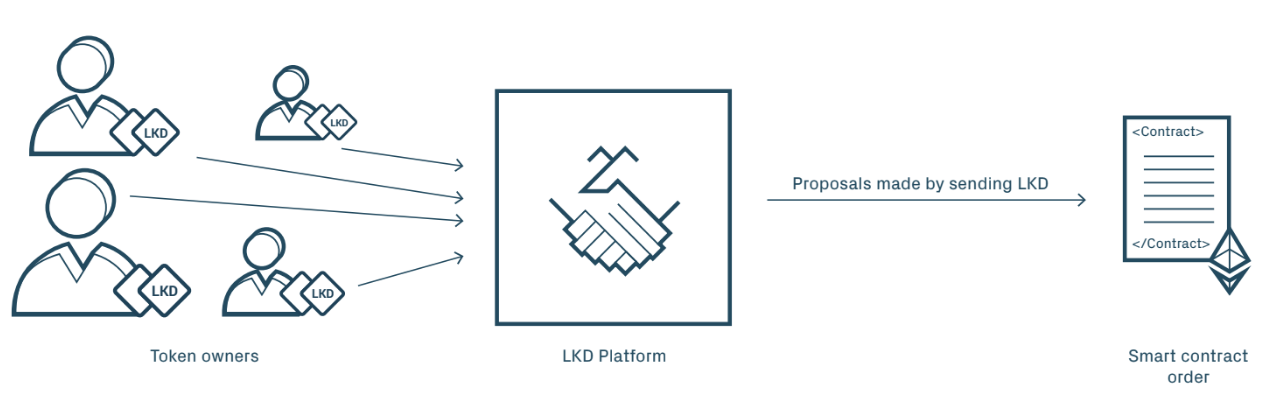 LKD
LKD
LKD
LKD
Token owners
LKD Platform
Proposals made by sending LKD
<Contract>
</Contract>
Smart contract
order